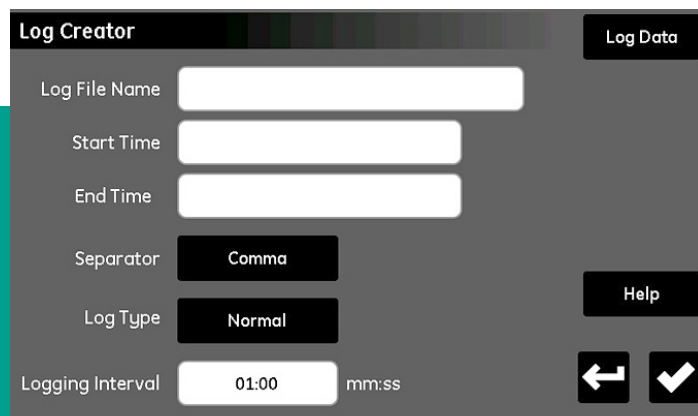 Log Creator
Log Data
Log File Name
Start Time
End Time
Separator Comma
Help
Log Type Normal
Logging Interval 01:00 mm:ss